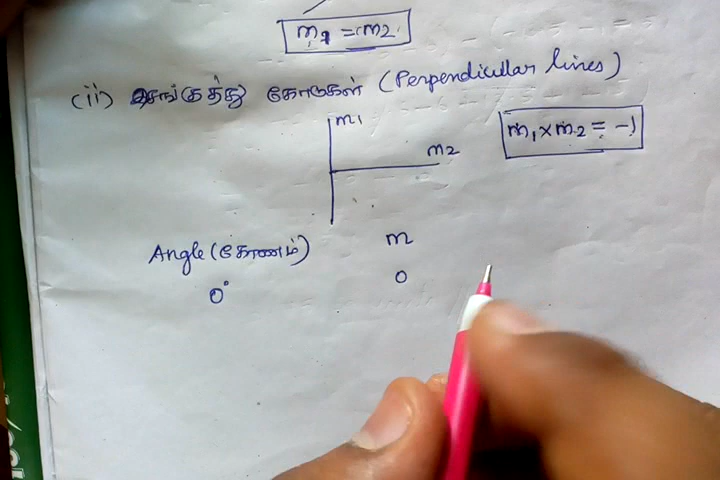 m1 = m2
(ii) செங்குத்து கோடுகள் (Perpendicular lines)
m1
m1 x m2 = -1
m2
Angle (கோணம்) m
0° 0